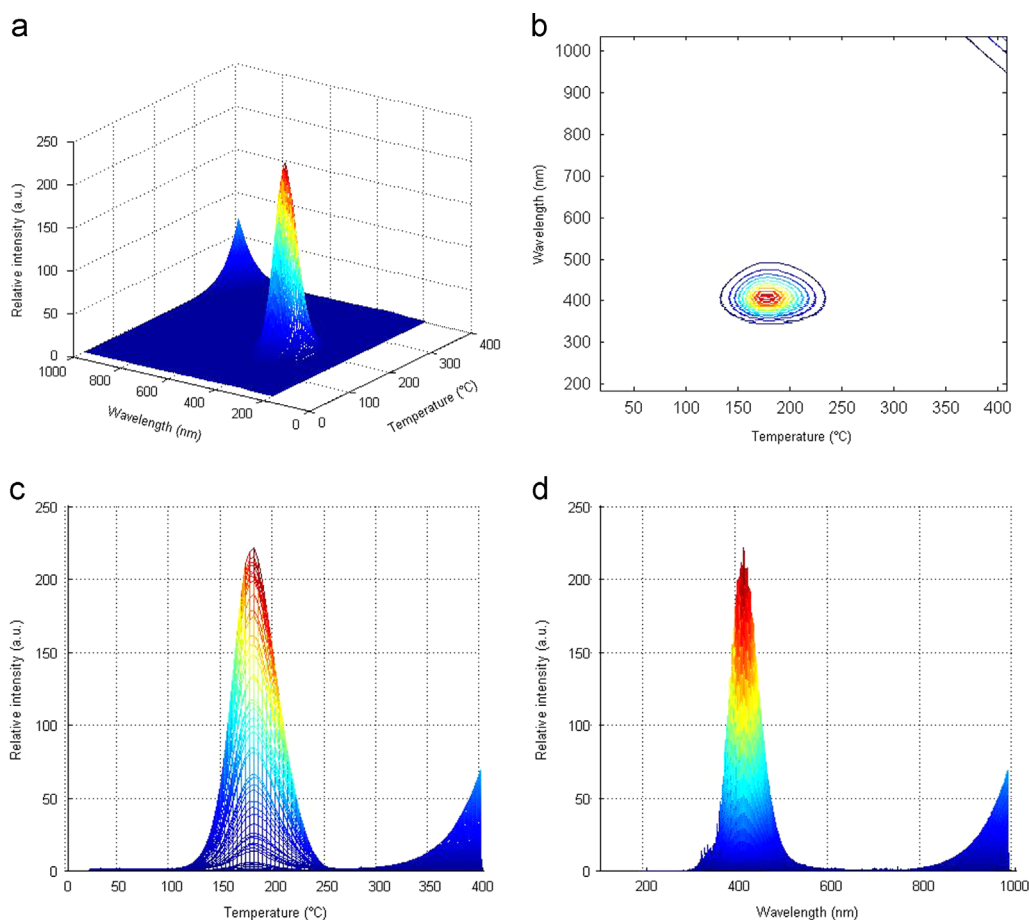 a
250
200
150
100
50
0
Relative intensity (a.u.)
1000
800
600
400
200
0
Wavelength (nm)
0
100
200
300
400
Temperature (°C)
b
1000
900
800
700
600
500
400
300
200
Wavelength (nm)
50 100 150 200 250 300 350 400
Temperature (°C)
c
250
200
150
100
50
0
Relative intensity (a.u.)
0 50 100 150 200 250 300 350 400
Temperature (°C)
d
250
200
150
100
50
0
Relative intensity (a.u.)
200 400 600 800 1000
Wavelength (nm)